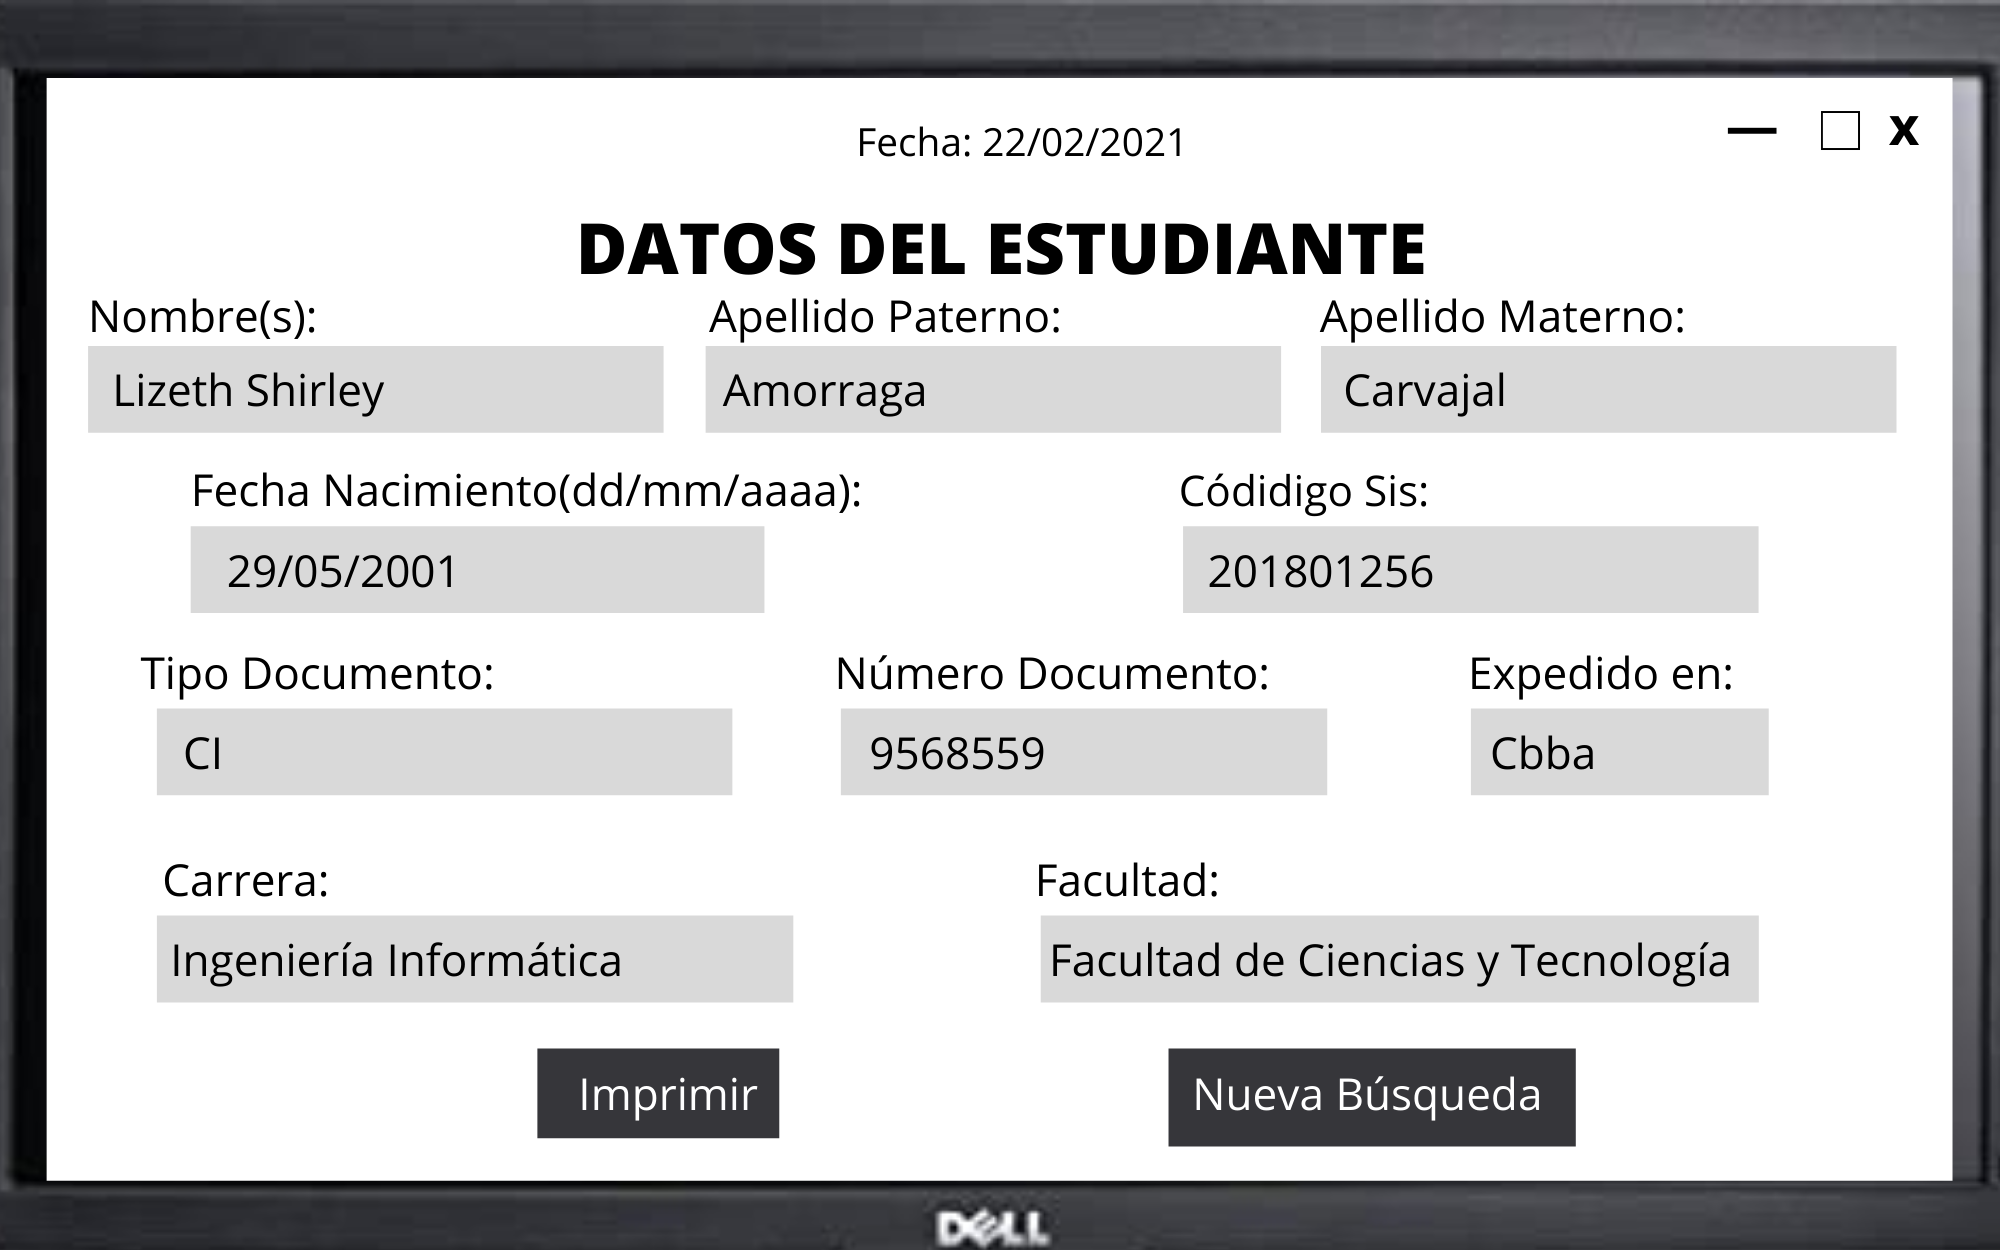 Fecha: 22/02/2021
X
DATOS DEL ESTUDIANTE
Nombre(s): Apellido Paterno: Apellido Materno:
Lizeth Shirley Amorraga Carvajal
Fecha Nacimiento(dd/mm/aaaa): Códidigo Sis:
29/05/2001 201801256
Tipo Documento: Número Documento: Expedido en:
CI 9568559 Cbba
Carrera: Facultad:
Ingeniería Informática Facultad de Ciencias y Tecnología
Imprimir Nueva Búsqueda
DELL